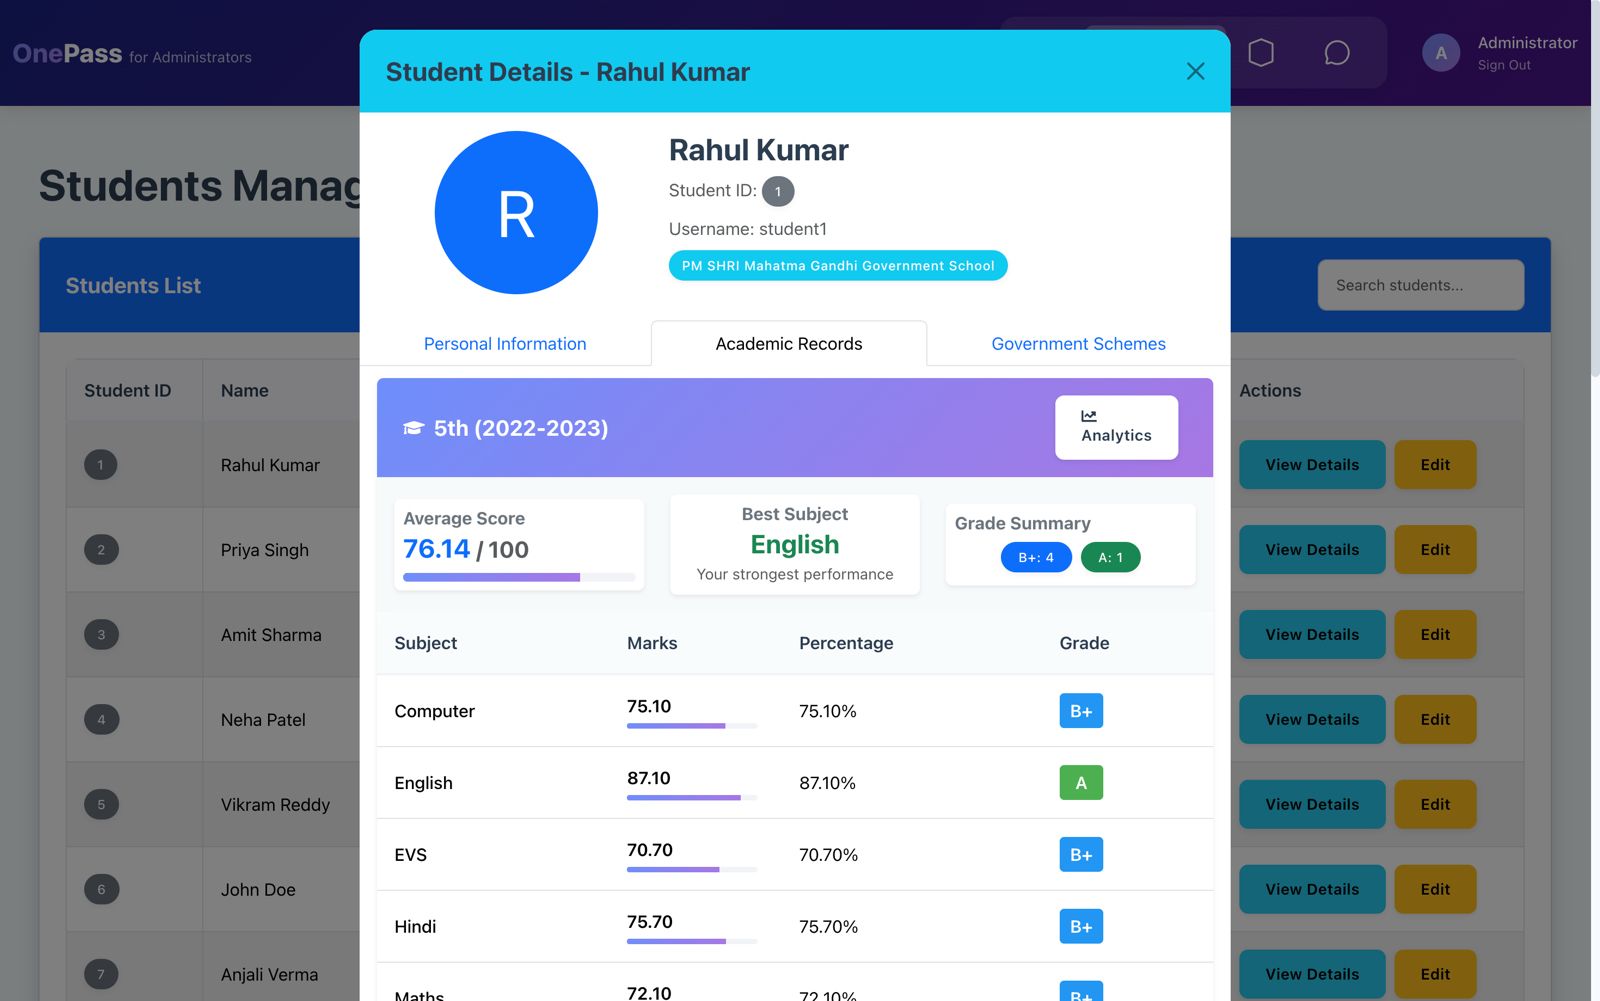 OnePass for Administrators
A
Administrator
Sign Out
Students Manag
Students List
Search students...
Student ID
Name
Actions
1
Rahul Kumar
View Details
Edit
2
Priya Singh
View Details
Edit
3
Amit Sharma
View Details
Edit
4
Neha Patel
View Details
Edit
5
Vikram Reddy
View Details
Edit
6
John Doe
View Details
Edit
7
Anjali Verma
View Details
Edit
Student Details - Rahul Kumar
R
Rahul Kumar
Student ID: 1
Username: student1
PM SHRI Mahatma Gandhi Government School
Personal Information
Academic Records
Government Schemes
5th (2022-2023)
Analytics
Average Score
76.14 / 100
Best Subject
English
Your strongest performance
Grade Summary
B+: 4
A: 1
Subject
Marks
Percentage
Grade
Computer
75.10
75.10%
B+
English
87.10
87.10%
A
EVS
70.70
70.70%
B+
Hindi
75.70
75.70%
B+
Maths
72.10
72.10%
B+